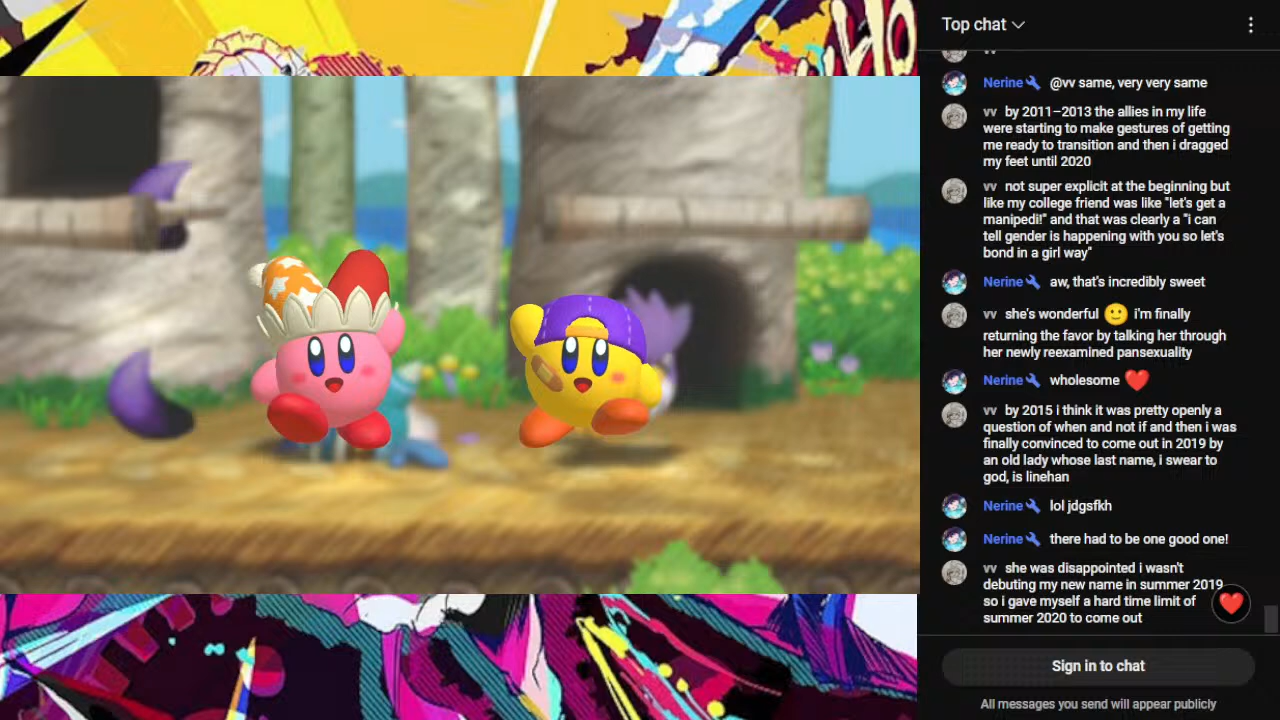 Top chat
vv
Nerine @vv same, very very same
vv by 2011–2013 the allies in my life
were starting to make gestures of getting
me ready to transition and then i dragged
my feet until 2020
vv not super explicit at the beginning but
like my college friend was like "let's get a
manipedi!" and that was clearly a "i can
tell gender is happening with you so let's
bond in a girl way"
Nerine aw, that's incredibly sweet
vv she's wonderful 🙂 i'm finally
returning the favor by talking her through
her newly reexamined pansexuality
Nerine wholesome ❤️
vv by 2015 i think it was pretty openly a
question of when and not if and then i was
finally convinced to come out in 2019 by
an old lady whose last name, i swear to
god, is linehan
Nerine lol jdgsfkh
Nerine there had to be one good one!
vv she was disappointed i wasn't
debuting my new name in summer 2019
so i gave myself a hard time limit of
summer 2020 to come out
Sign in to chat
All messages you send will appear publicly